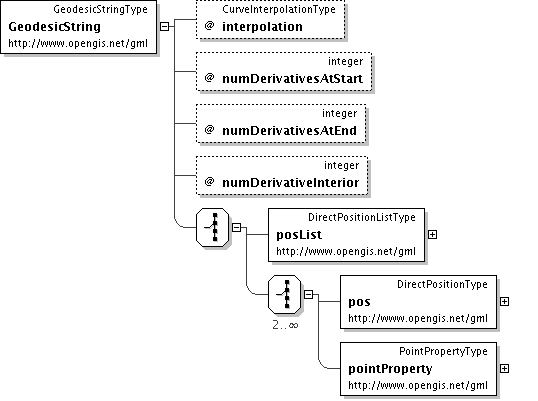 GeodesicStringType
GeodesicString
http://www.opengis.net/gml
CurveInterpolationType
@ interpolation
integer
@ numDerivativesAtStart
integer
@ numDerivativesAtEnd
integer
@ numDerivativeInterior
DirectPositionListType
posList
http://www.opengis.net/gml
2..∞
DirectPositionType
pos
http://www.opengis.net/gml
PointPropertyType
pointProperty
http://www.opengis.net/gml